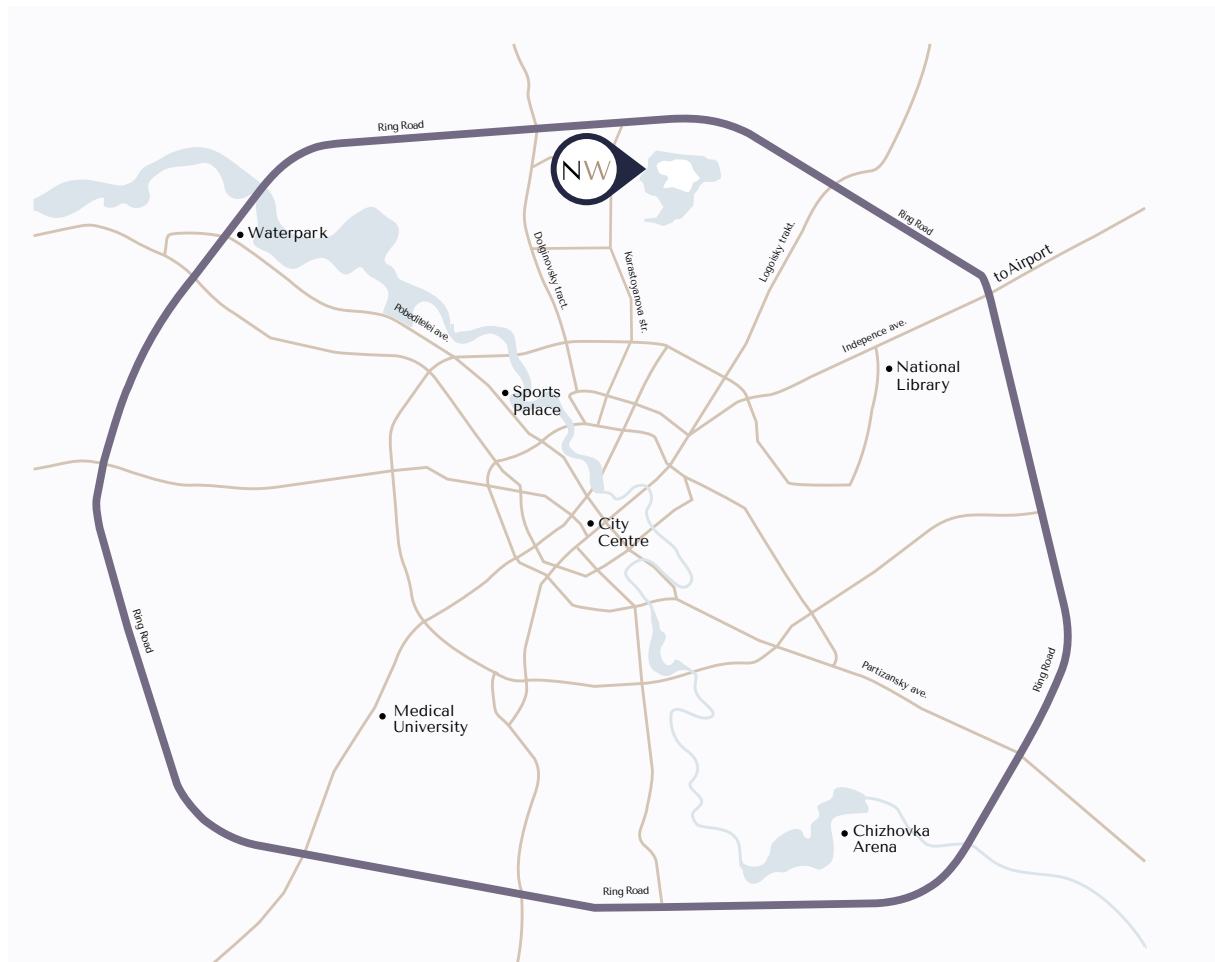 Ring Road
NW
Waterpark
Dolginovsky tract.
Karastoyanova str.
Logoisky trakt.
Ring Road
to Airport
Pobeditelei ave.
Indepence ave.
National
Library
Sports
Palace
City
Centre
Ring Road
Partizansky ave.
Ring Road
Medical
University
Chizhovka
Arena
Ring Road